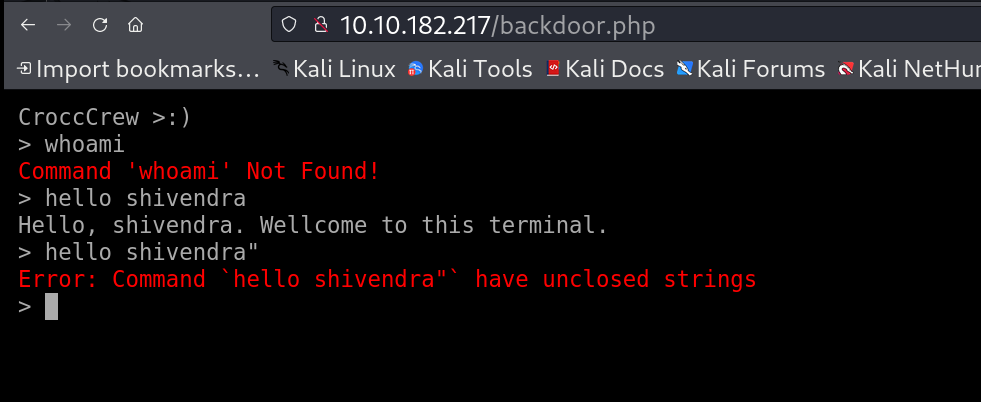 10.10.182.217/backdoor.php
Import bookmarks... Kali Linux Kali Tools Kali Docs Kali Forums Kali NetHun
CroccCrew >:)
> whoami
Command 'whoami' Not Found!
> hello shivendra
Hello, shivendra. Wellcome to this terminal.
> hello shivendra"
Error: Command `hello shivendra"` have unclosed strings
>